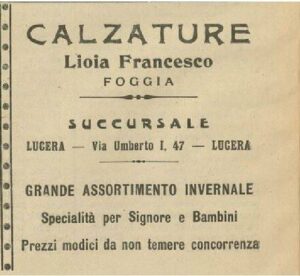 CALZATURE
Lioia Francesco
FOGGIA
SUCCURSALE
LUCERA — Via Umberto I, 47 — LUCERA
GRANDE ASSORTIMENTO INVERNALE
Specialità per Signore e Bambini
Prezzi modici da non temere concorrenza